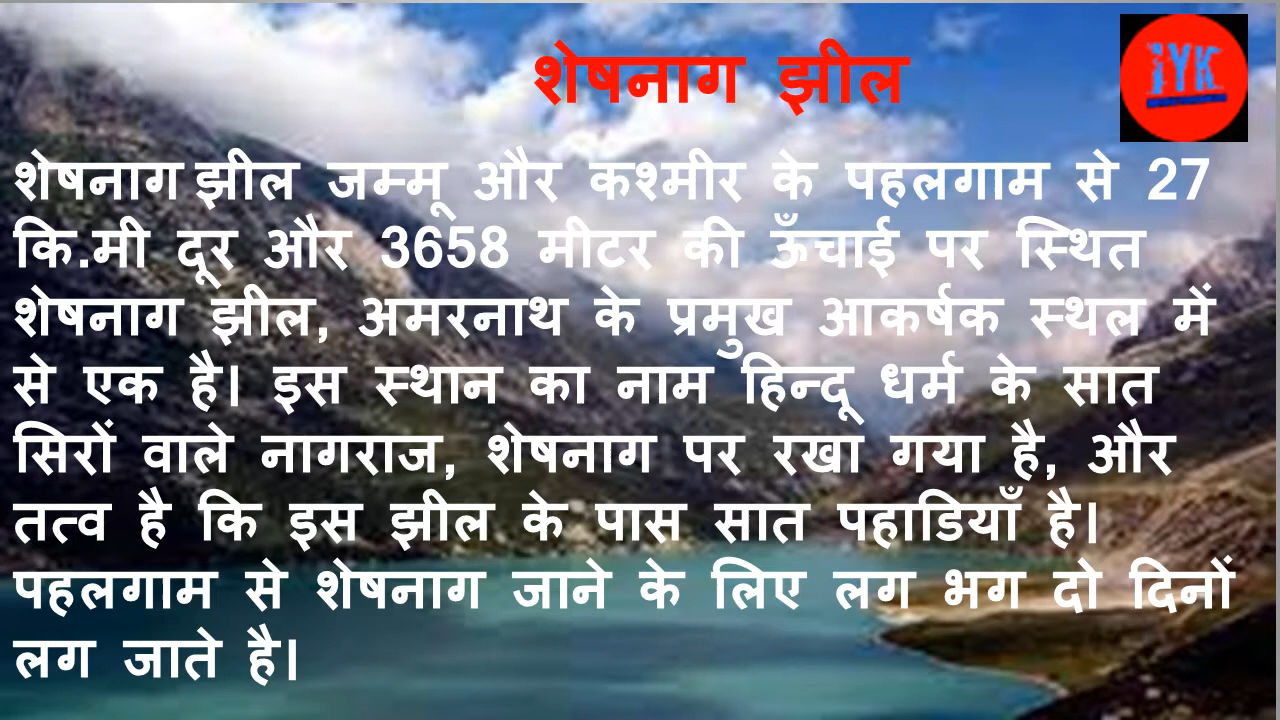 शेषनाग झील
IYK
शेषनाग झील जम्मू और कश्मीर के पहलगाम से 27
कि.मी दूर और 3658 मीटर की ऊँचाई पर स्थित
शेषनाग झील, अमरनाथ के प्रमुख आकर्षक स्थल में
से एक है। इस स्थान का नाम हिन्दू धर्म के सात
सिरों वाले नागराज, शेषनाग पर रखा गया है, और
तत्व है कि इस झील के पास सात पहाडियाँ है।
पहलगाम से शेषनाग जाने के लिए लग भग दो दिनों
लग जाते है।